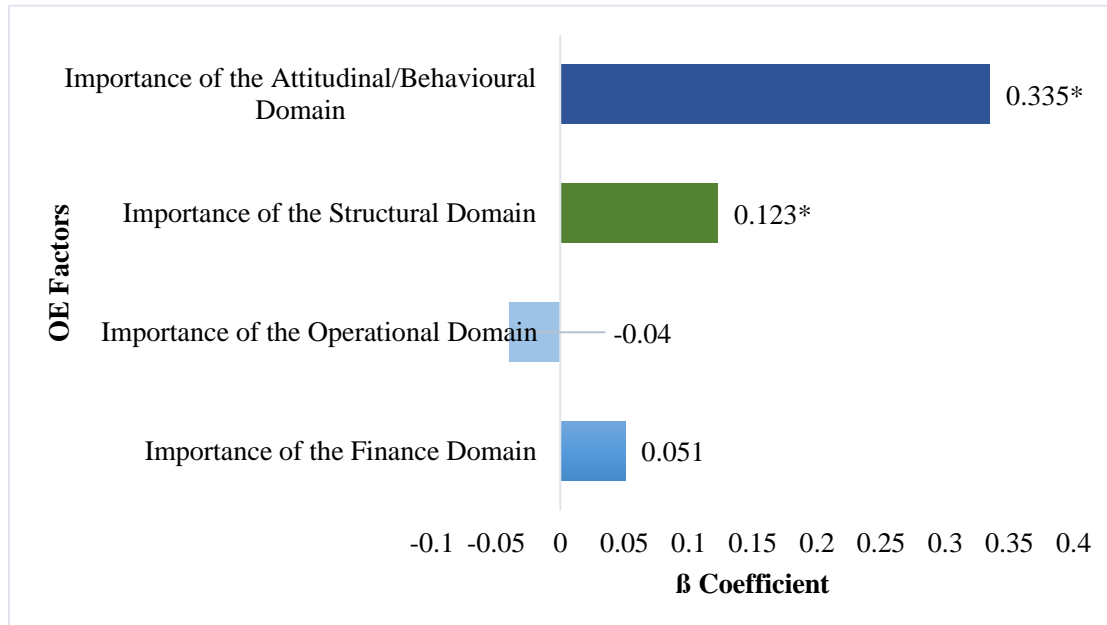 Importance of the Attitudinal/Behavioural
Domain
0.335*
Importance of the Structural Domain
0.123*
OE Factors
Importance of the Operational Domain
-0.04
Importance of the Finance Domain
0.051
-0.1 -0.05 0 0.05 0.1 0.15 0.2 0.25 0.3 0.35 0.4
ß Coefficient